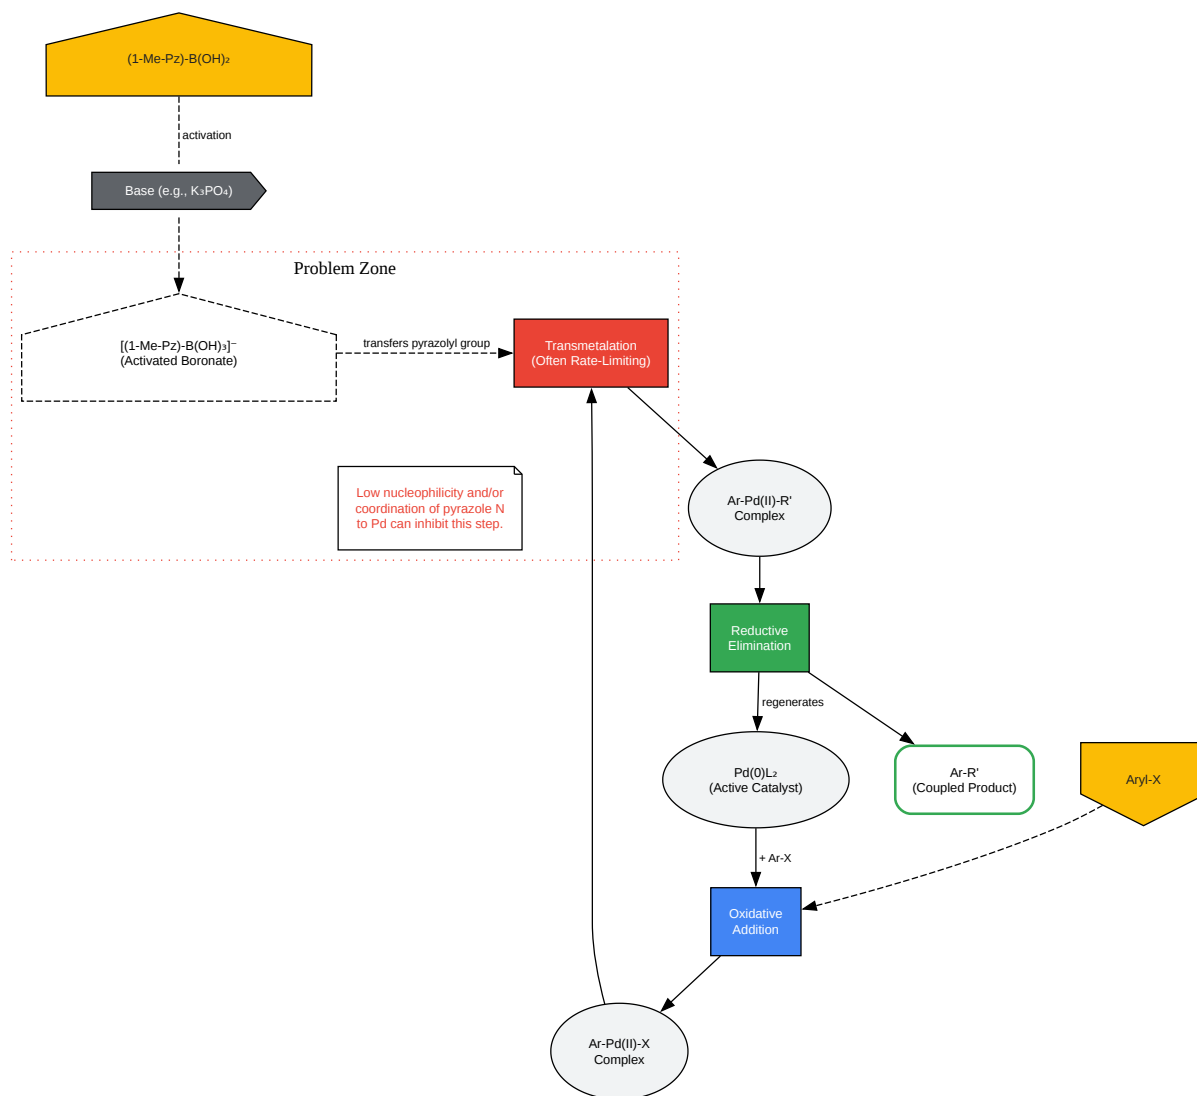 (1-Me-Pz)-B(OH)₂
activation
Base (e.g., K₃PO₄)
Problem Zone
[(1-Me-Pz)-B(OH)₃]⁻
(Activated Boronate)
transfers pyrazolyl group
Transmetalation
(Often Rate-Limiting)
Low nucleophilicity and/or
coordination of pyrazole N
to Pd can inhibit this step.
Ar-Pd(II)-R'
Complex
Reductive
Elimination
regenerates
Pd(0)L₂
(Active Catalyst)
Ar-R'
(Coupled Product)
Aryl-X
+ Ar-X
Oxidative
Addition
Ar-Pd(II)-X
Complex